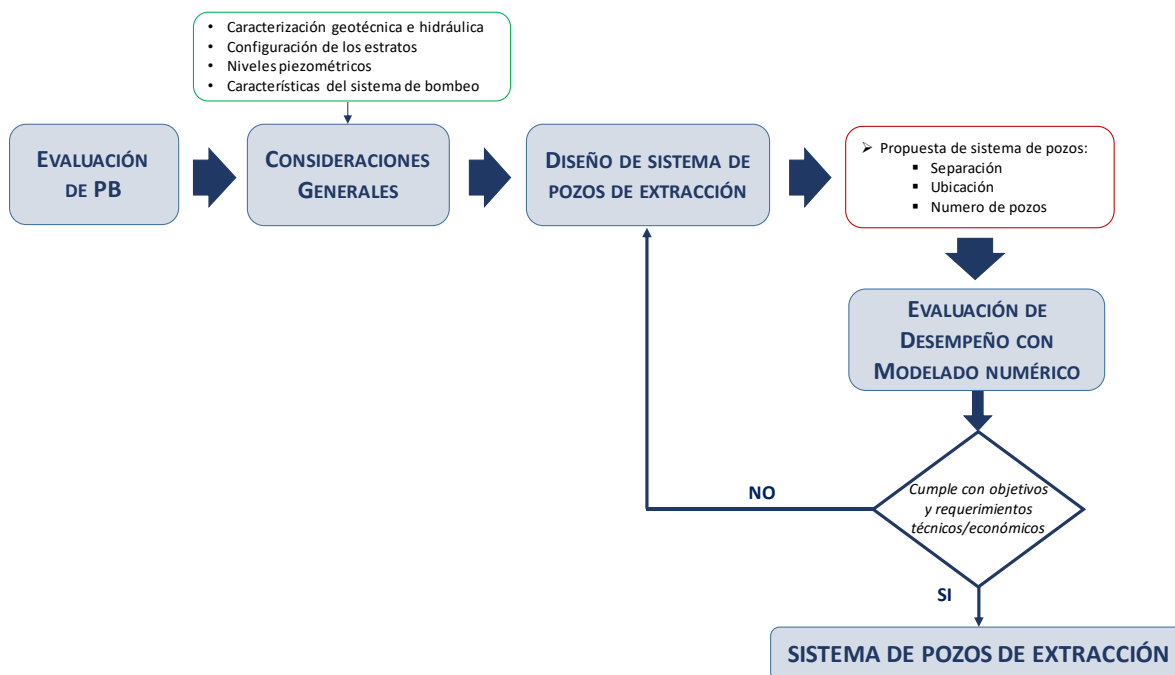 • Caracterización geotécnica e hidráulica
• Configuración de los estratos
• Niveles piezométricos
• Características del sistema de bombeo
EVALUACIÓN
DE PB
CONSIDERACIONES
GENERALES
DISEÑO DE SISTEMA DE
POZOS DE EXTRACCIÓN
➢ Propuesta de sistema de pozos:
▪ Separación
▪ Ubicación
▪ Numero de pozos
EVALUACIÓN DE
DESEMPEÑO CON
MODELADO NUMÉRICO
Cumple con objetivos
y requerimientos
técnicos/económicos
NO
SI
SISTEMA DE POZOS DE EXTRACCIÓN